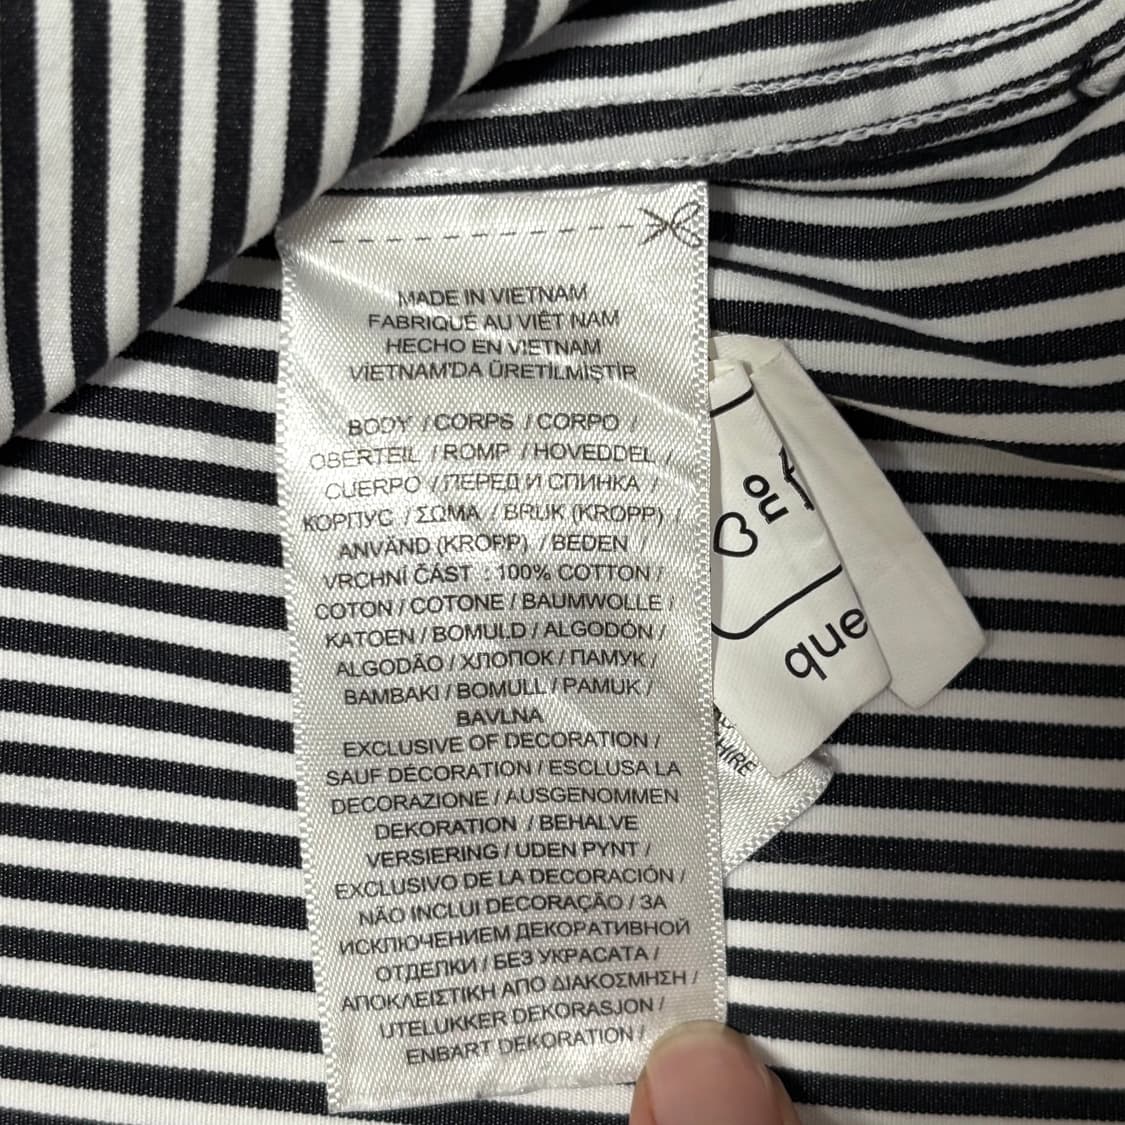 MADE IN VIETNAM
FABRIQUÉ AU VIÊT NAM
HECHO EN VIETNAM
VİETNAM'DA ÜRETİLMİŞTİR
BODY / CORPS / CORPO /
OBERTEIL / ROMP / HOVEDDEL /
CUERPO / ПЕРЕД И СПИНКА /
КОРПУС / ΣΩΜΑ / BRUK (KROPP) /
ANVÄND (KROPP) / BEDEN /
VRCHNÍ ČÁST : 100% COTTON /
COTON / COTONE / BAUMWOLLE /
KATOEN / BOMULD / ALGODÓN /
ALGODÃO / ХЛОПОК / ПАМУК /
BAMBAKI / BOMULL / PAMUK /
BAVLNA
EXCLUSIVE OF DECORATION /
SAUF DÉCORATION / ESCLUSA LA
DECORAZIONE / AUSGENOMMEN
DEKORATION / BEHALVE
VERSIERING / UDEN PYNT /
EXCLUSIVO DE LA DECORACIÓN /
NÃO INCLUI DECORAÇÃO / ЗА
ИСКЛЮЧЕНИЕМ ДЕКОРАТИВНОЙ
ОТДЕЛКИ / БЕЗ УКРАСАТА /
ΑΠΟΚΛΕΙΣΤΙΚΗ ΑΠΟ ΔΙΑΚΟΣΜΗΣΗ /
UTELUKKER DEKORASJON /
ENBART DEKORATION /
que